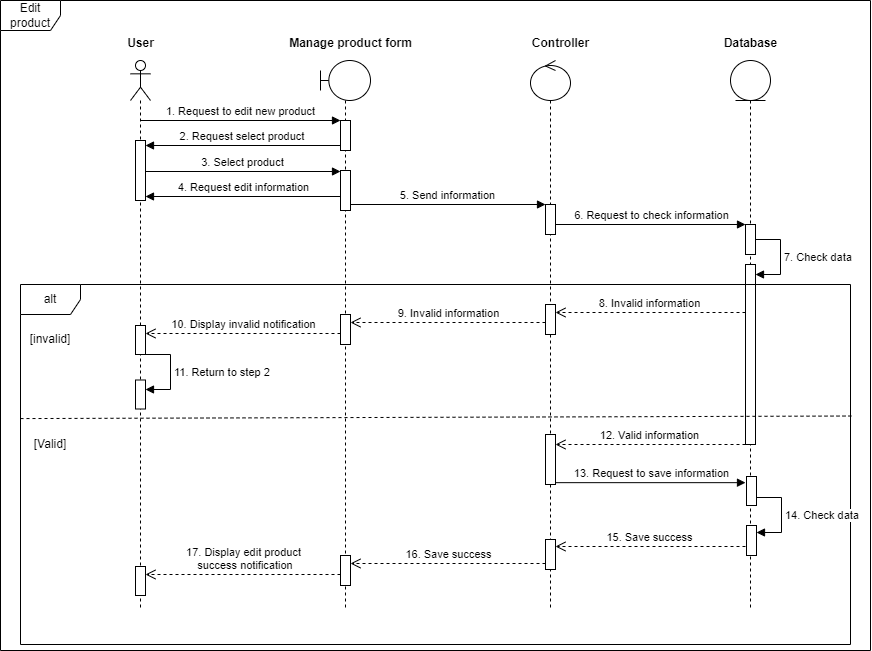 Edit
product
User
Manage product form
Controller
Database
1. Request to edit new product
2. Request select product
3. Select product
4. Request edit information
5. Send information
6. Request to check information
7. Check data
alt
8. Invalid information
9. Invalid information
10. Display invalid notification
[invalid]
11. Return to step 2
12. Valid information
[Valid]
13. Request to save information
14. Check data
15. Save success
16. Save success
17. Display edit product
success notification